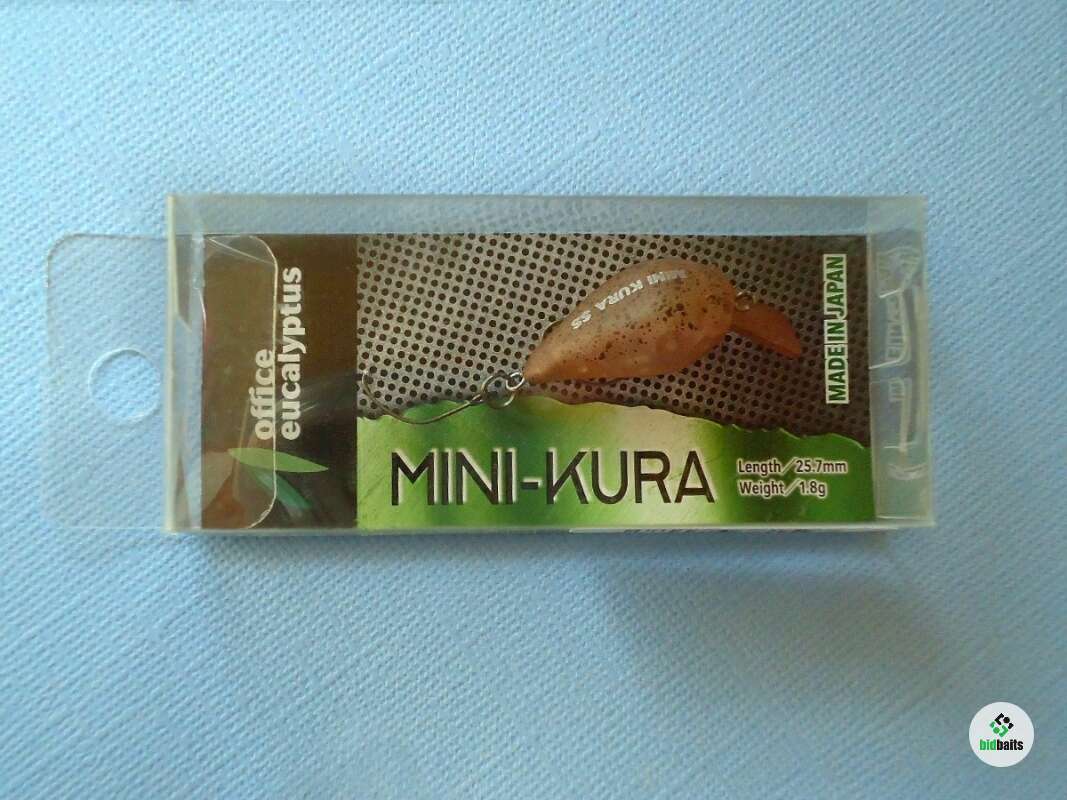 office
eucalyptus
MINI KURA SS
MADE IN JAPAN
MINI-KURA
Length/25.7mm
Weight/1.8g
bidbaits